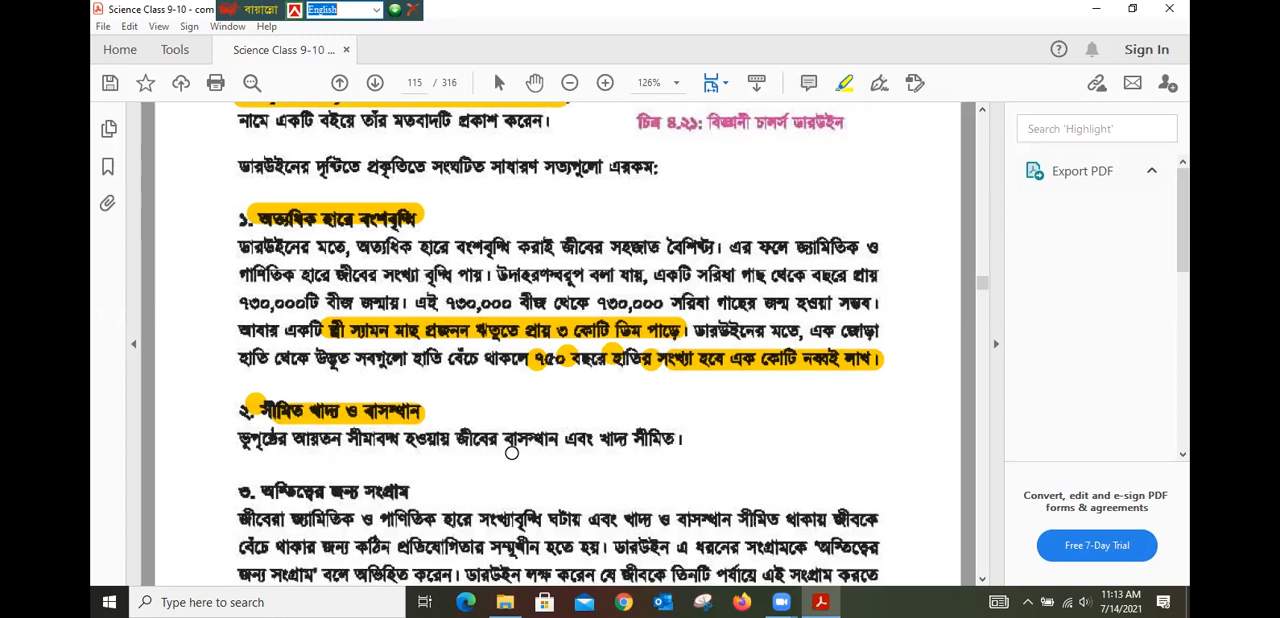 Science Class 9-10 - com
বায়ান্নো
English
File Edit View Sign Window Help
Home Tools Science Class 9-10 ... × Sign In
115 / 316 126%
নামে একটি বইয়ে তাঁর মতবাদটি প্রকাশ করেন।
চিত্র ৪.২১: বিজ্ঞানী চার্লস ডারউইন
Search 'Highlight'
ডারউইনের দৃষ্টিতে প্রকৃতিতে সংঘটিত সাধারণ সত্যগুলো এরকম:
Export PDF
১. অত্যধিক হারে বংশবৃদ্ধি
ডারউইনের মতে, অত্যধিক হারে বংশবৃদ্ধি করাই জীবের সহজাত বৈশিষ্ট্য। এর ফলে জ্যামিতিক ও
গাণিতিক হারে জীবের সংখ্যা বৃদ্ধি পায়। উদাহরণস্বরূপ বলা যায়, একটি সরিষা গাছ থেকে বছরে প্রায়
৭৩০,০০০টি বীজ জন্মায়। এই ৭৩০,০০০ বীজ থেকে ৭৩০,০০০ সরিষা গাছের জন্ম হওয়া সম্ভব।
আবার একটি স্ত্রী স্যামন মাছ প্রজনন ঋতুতে প্রায় ৩ কোটি ডিম পাড়ে। ডারউইনের মতে, এক জোড়া
হাতি থেকে উদ্ভূত সবগুলো হাতি বেঁচে থাকলে ৭৫০ বছরে হাতির সংখ্যা হবে এক কোটি নব্বই লাখ।
২. সীমিত খাদ্য ও বাসস্থান
ভূপৃষ্ঠের আয়তন সীমাবদ্ধ হওয়ায় জীবের বাসস্থান এবং খাদ্য সীমিত।
৩. অস্তিত্বের জন্য সংগ্রাম
জীবেরা জ্যামিতিক ও গাণিতিক হারে সংখ্যাবৃদ্ধি ঘটায় এবং খাদ্য ও বাসস্থান সীমিত থাকায় জীবকে
বেঁচে থাকার জন্য কঠিন প্রতিযোগিতার সম্মুখীন হতে হয়। ডারউইন এ ধরনের সংগ্রামকে ‘অস্তিত্বের
জন্য সংগ্রাম’ বলে অভিহিত করেন। ডারউইন লক্ষ করেন যে জীবকে তিনটি পর্যায়ে এই সংগ্রাম করতে
Convert, edit and e-sign PDF
forms & agreements
Free 7-Day Trial
Type here to search
11:13 AM
7/14/2021